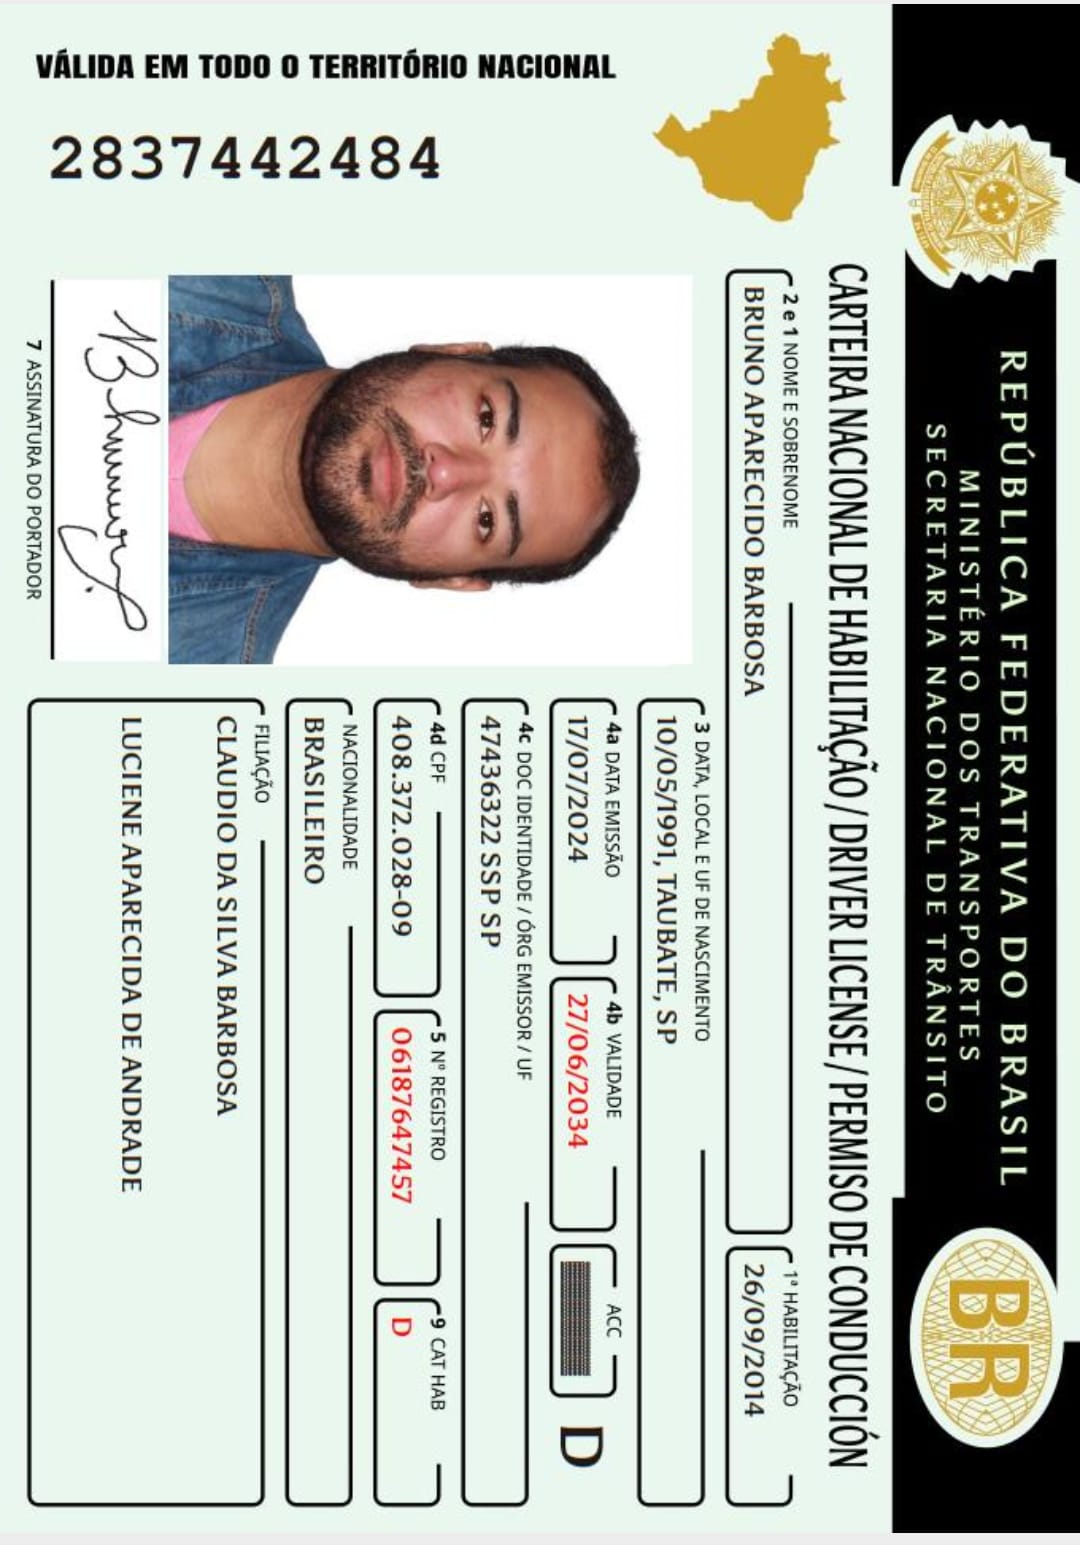 REPÚBLICA FEDERATIVA DO BRASIL
MINISTÉRIO DOS TRANSPORTES
SECRETARIA NACIONAL DE TRÂNSITO
BR
CARTEIRA NACIONAL DE HABILITAÇÃO / DRIVER LICENSE / PERMISO DE CONDUCCIÓN
2 e 1 NOME E SOBRENOME
BRUNO APARECIDO BARBOSA
1ª HABILITAÇÃO
26/09/2014
3 DATA, LOCAL E UF DE NASCIMENTO
10/05/1991, TAUBATE, SP
4a DATA EMISSÃO
17/07/2024
4b VALIDADE
27/06/2034
ACC
D
4c DOC IDENTIDADE / ÓRG EMISSOR / UF
47436322 SSP SP
4d CPF
408.372.028-09
5 Nº REGISTRO
06187647457
9 CAT HAB
D
NACIONALIDADE
BRASILEIRO
FILIAÇÃO
CLAUDIO DA SILVA BARBOSA
LUCIENE APARECIDA DE ANDRADE
7 ASSINATURA DO PORTADOR
VÁLIDA EM TODO O TERRITÓRIO NACIONAL
2837442484